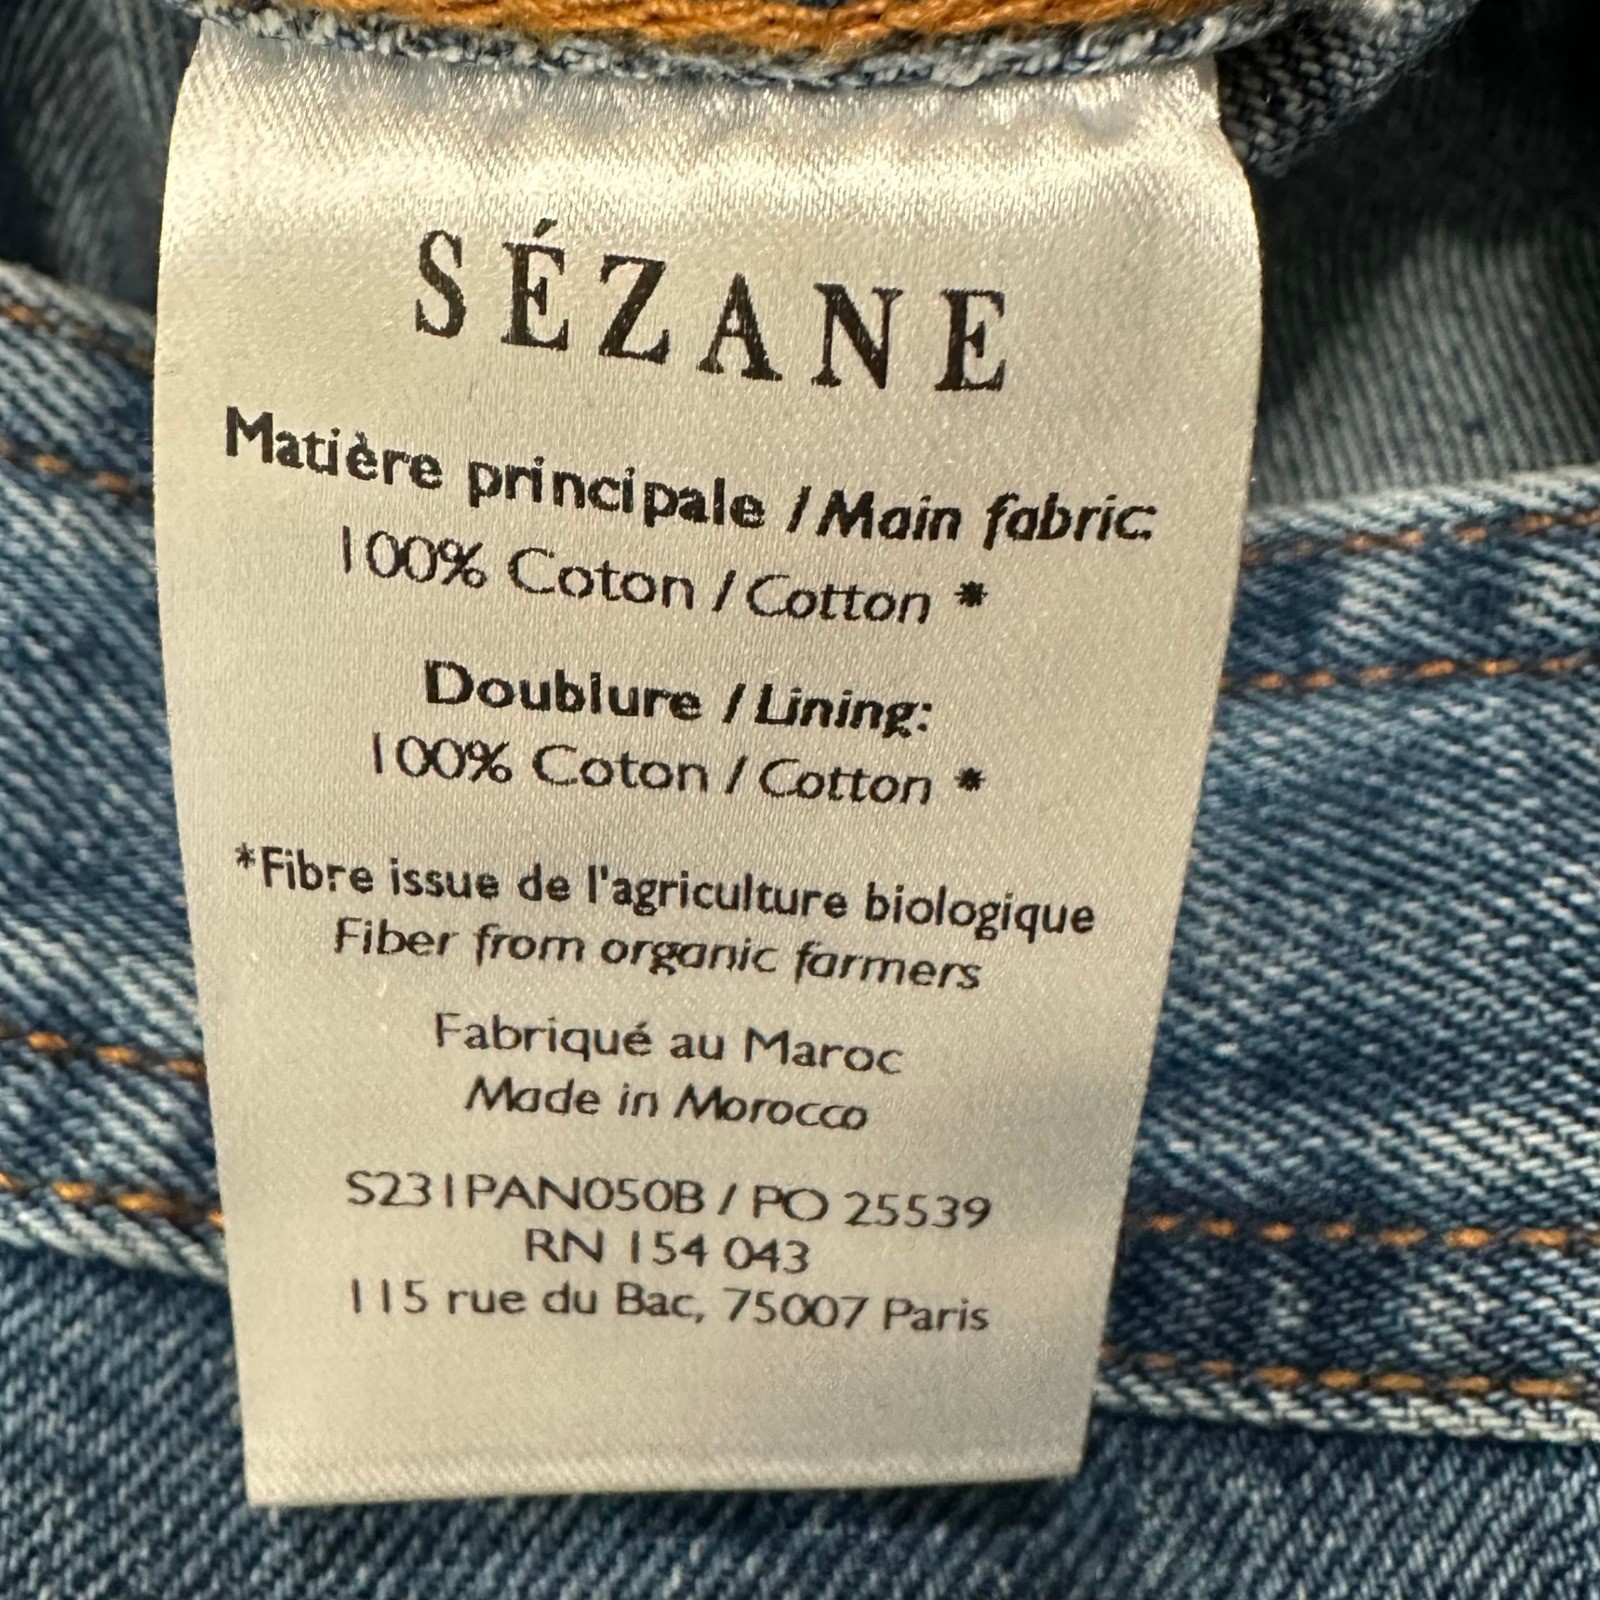 SÉZANE
Matière principale / Main fabric:
100% Coton / Cotton *
Doublure / Lining:
100% Coton / Cotton *
*Fibre issue de l'agriculture biologique
Fiber from organic farmers
Fabriqué au Maroc
Made in Morocco
S231PAN050B / PO 25539
RN 154 043
115 rue du Bac, 75007 Paris